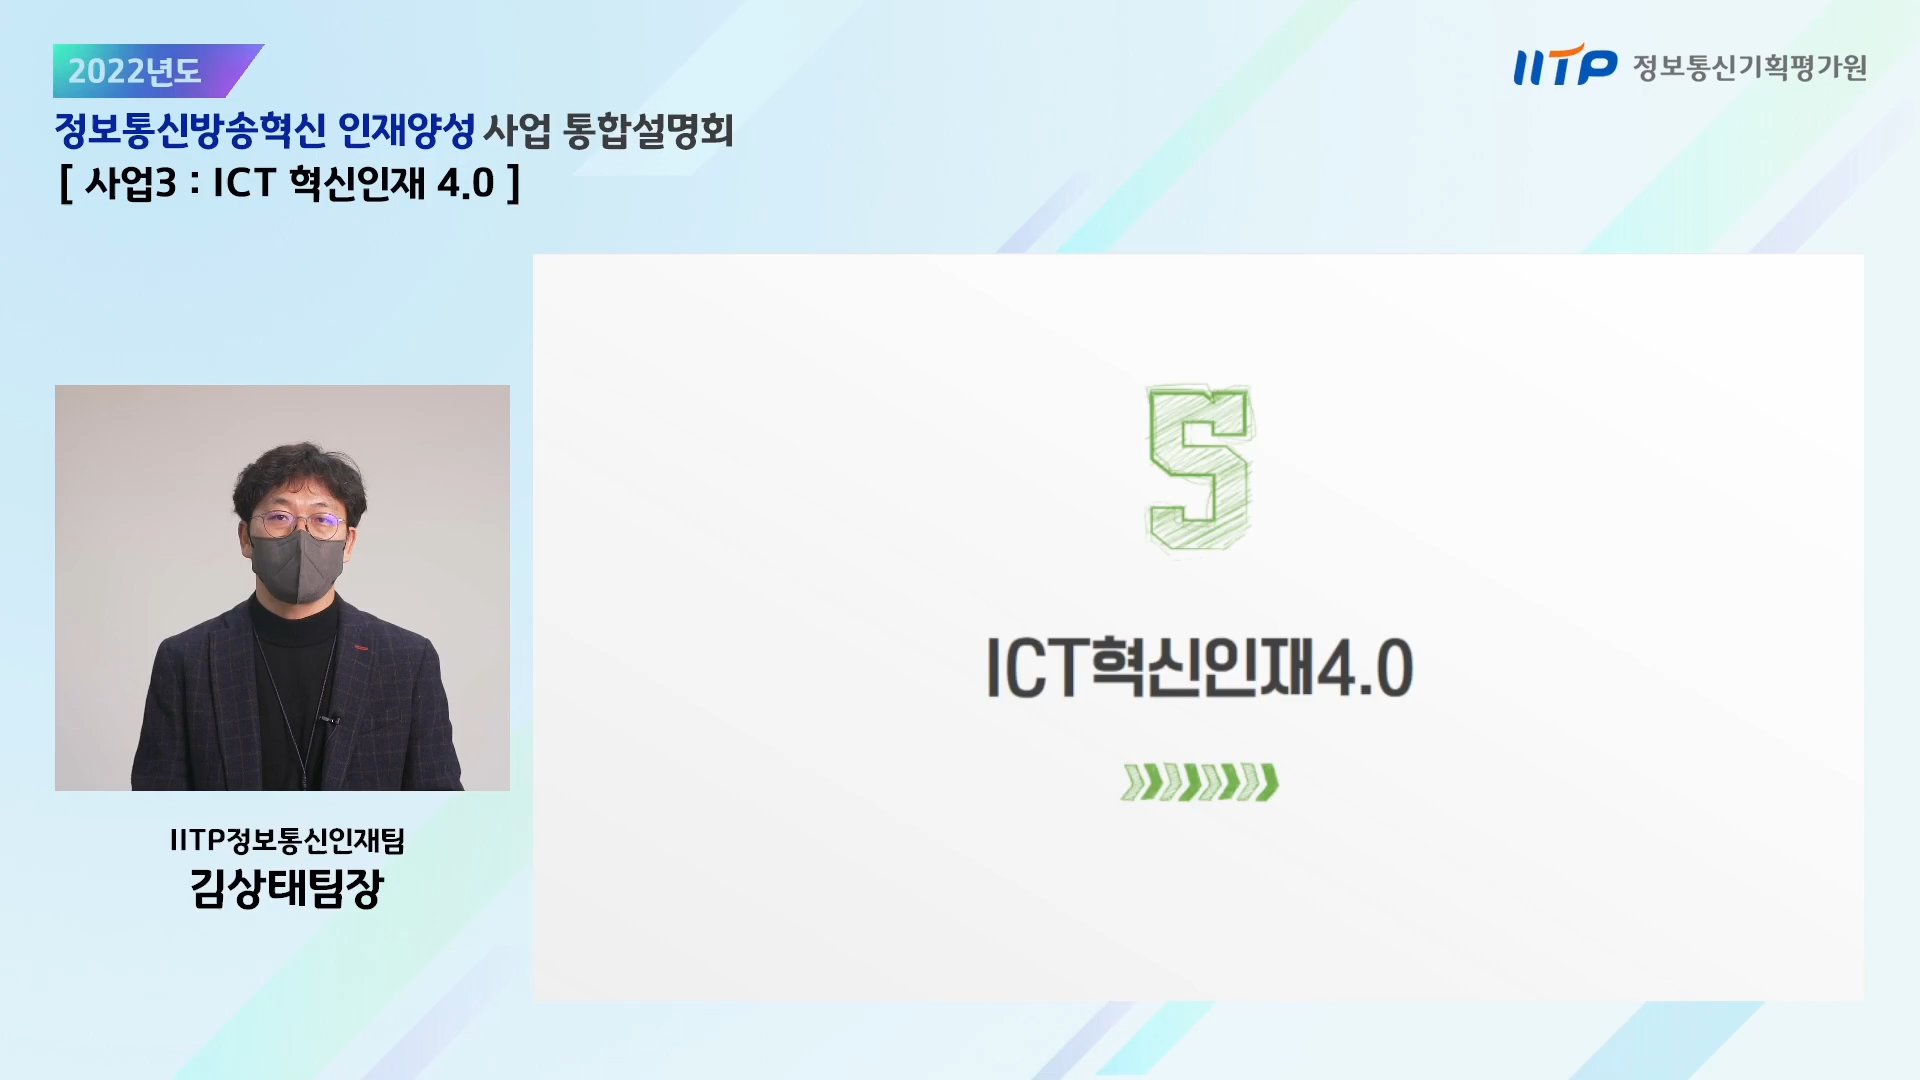 2022년도
정보통신방송혁신 인재양성 사업 통합설명회
[ 사업3 : ICT 혁신인재 4.0 ]
IITP 정보통신기획평가원
5
ICT혁신인재4.0
IITP정보통신인재팀
김상태팀장